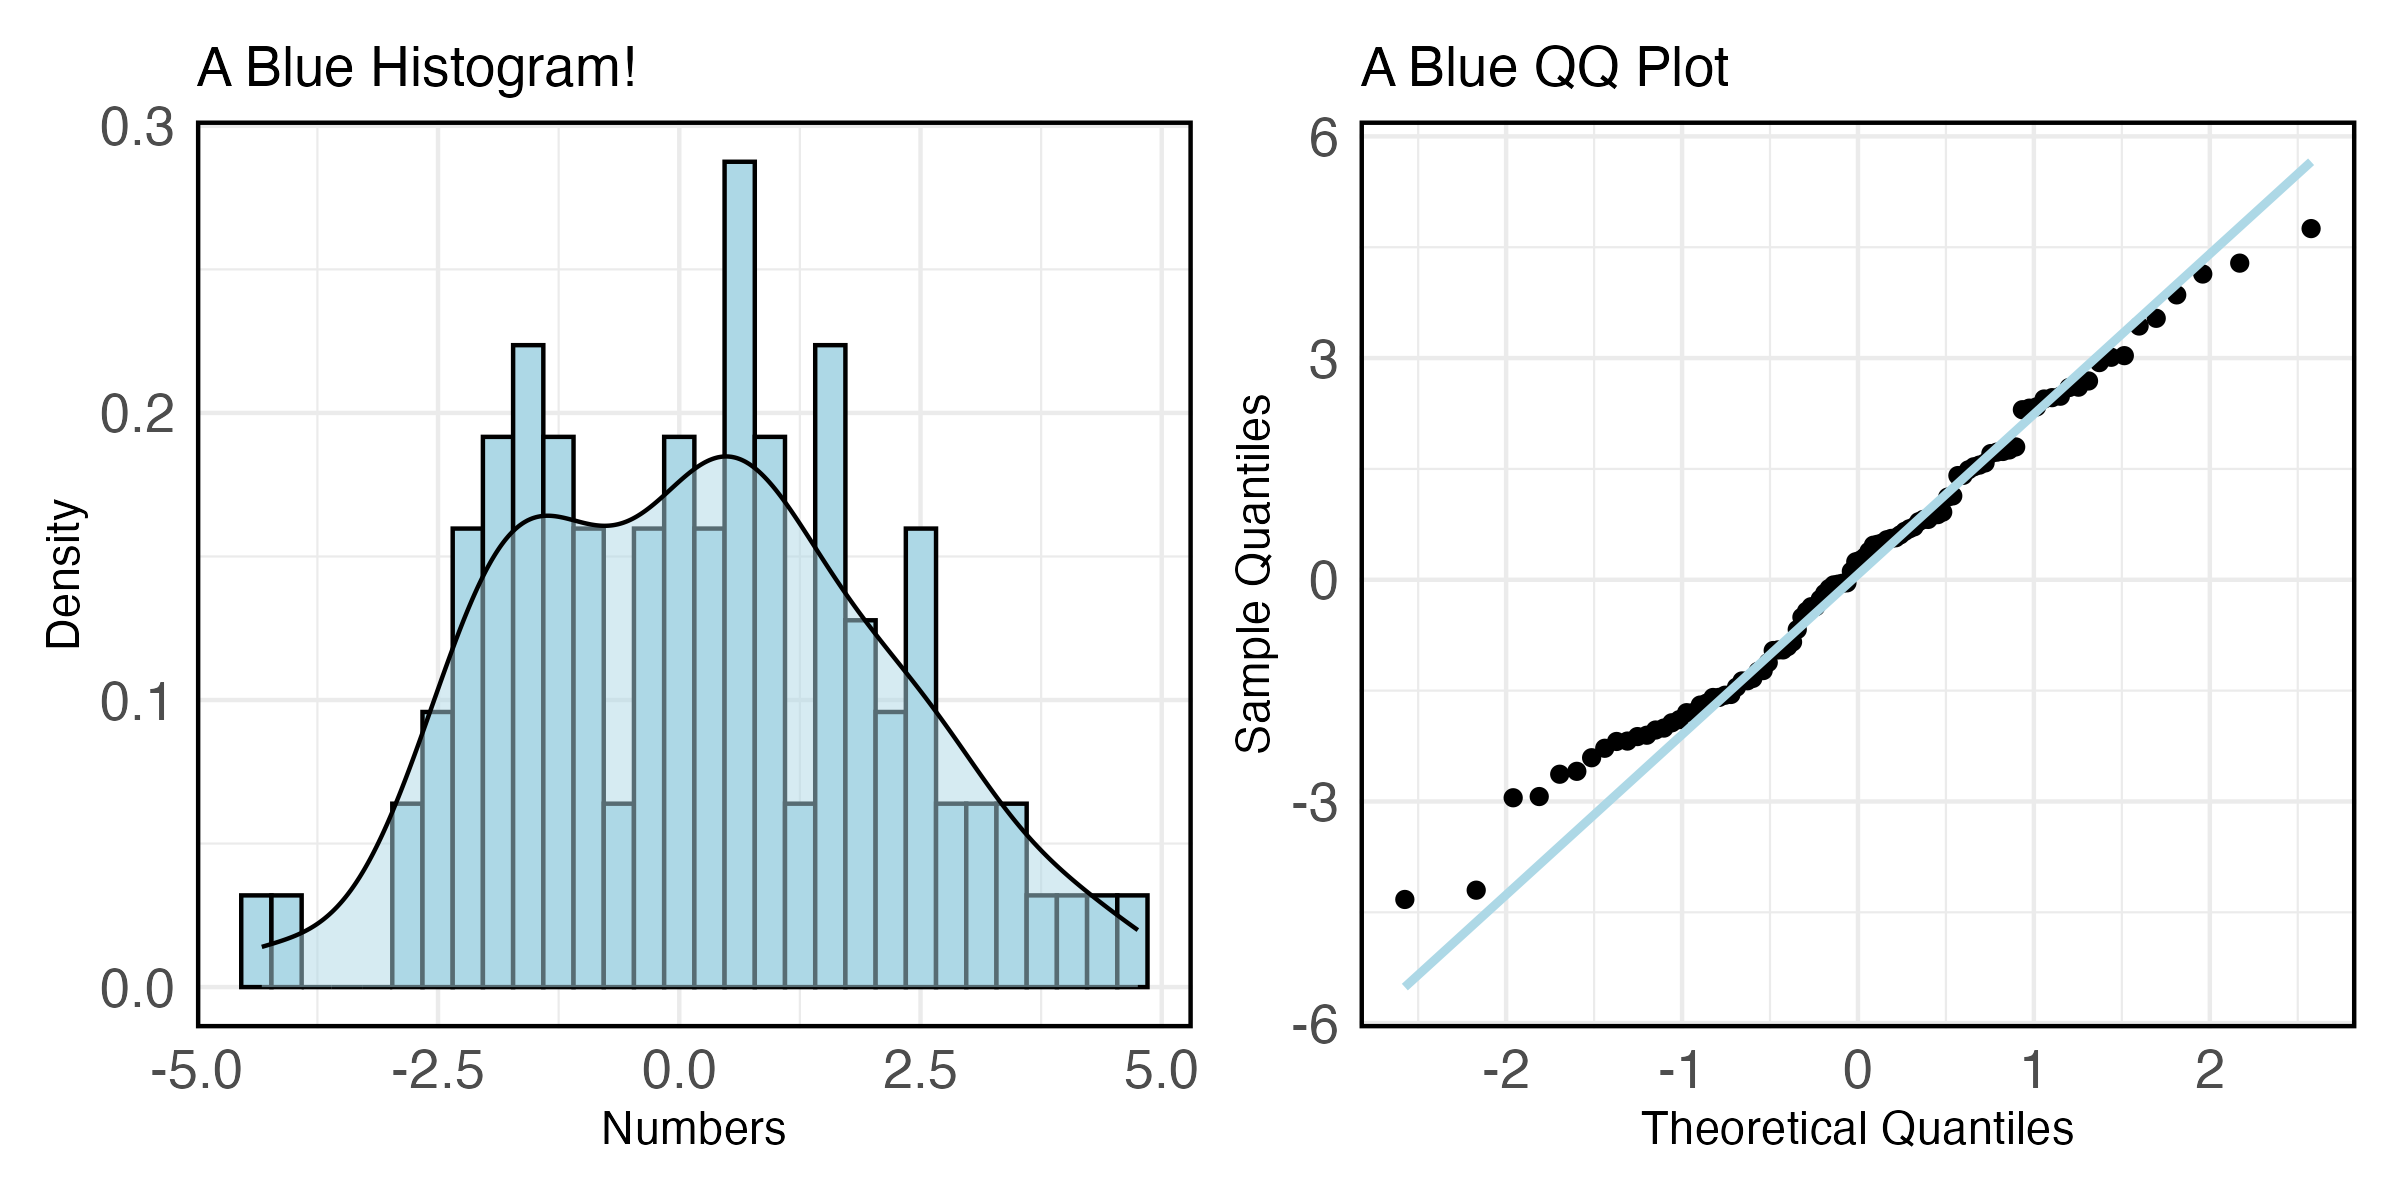 A Blue Histogram!
0.3
0.2
0.1
0.0
Density
-5.0 -2.5 0.0 2.5 5.0
Numbers
A Blue QQ Plot
6
3
0
-3
-6
Sample Quantiles
-2 -1 0 1 2
Theoretical Quantiles